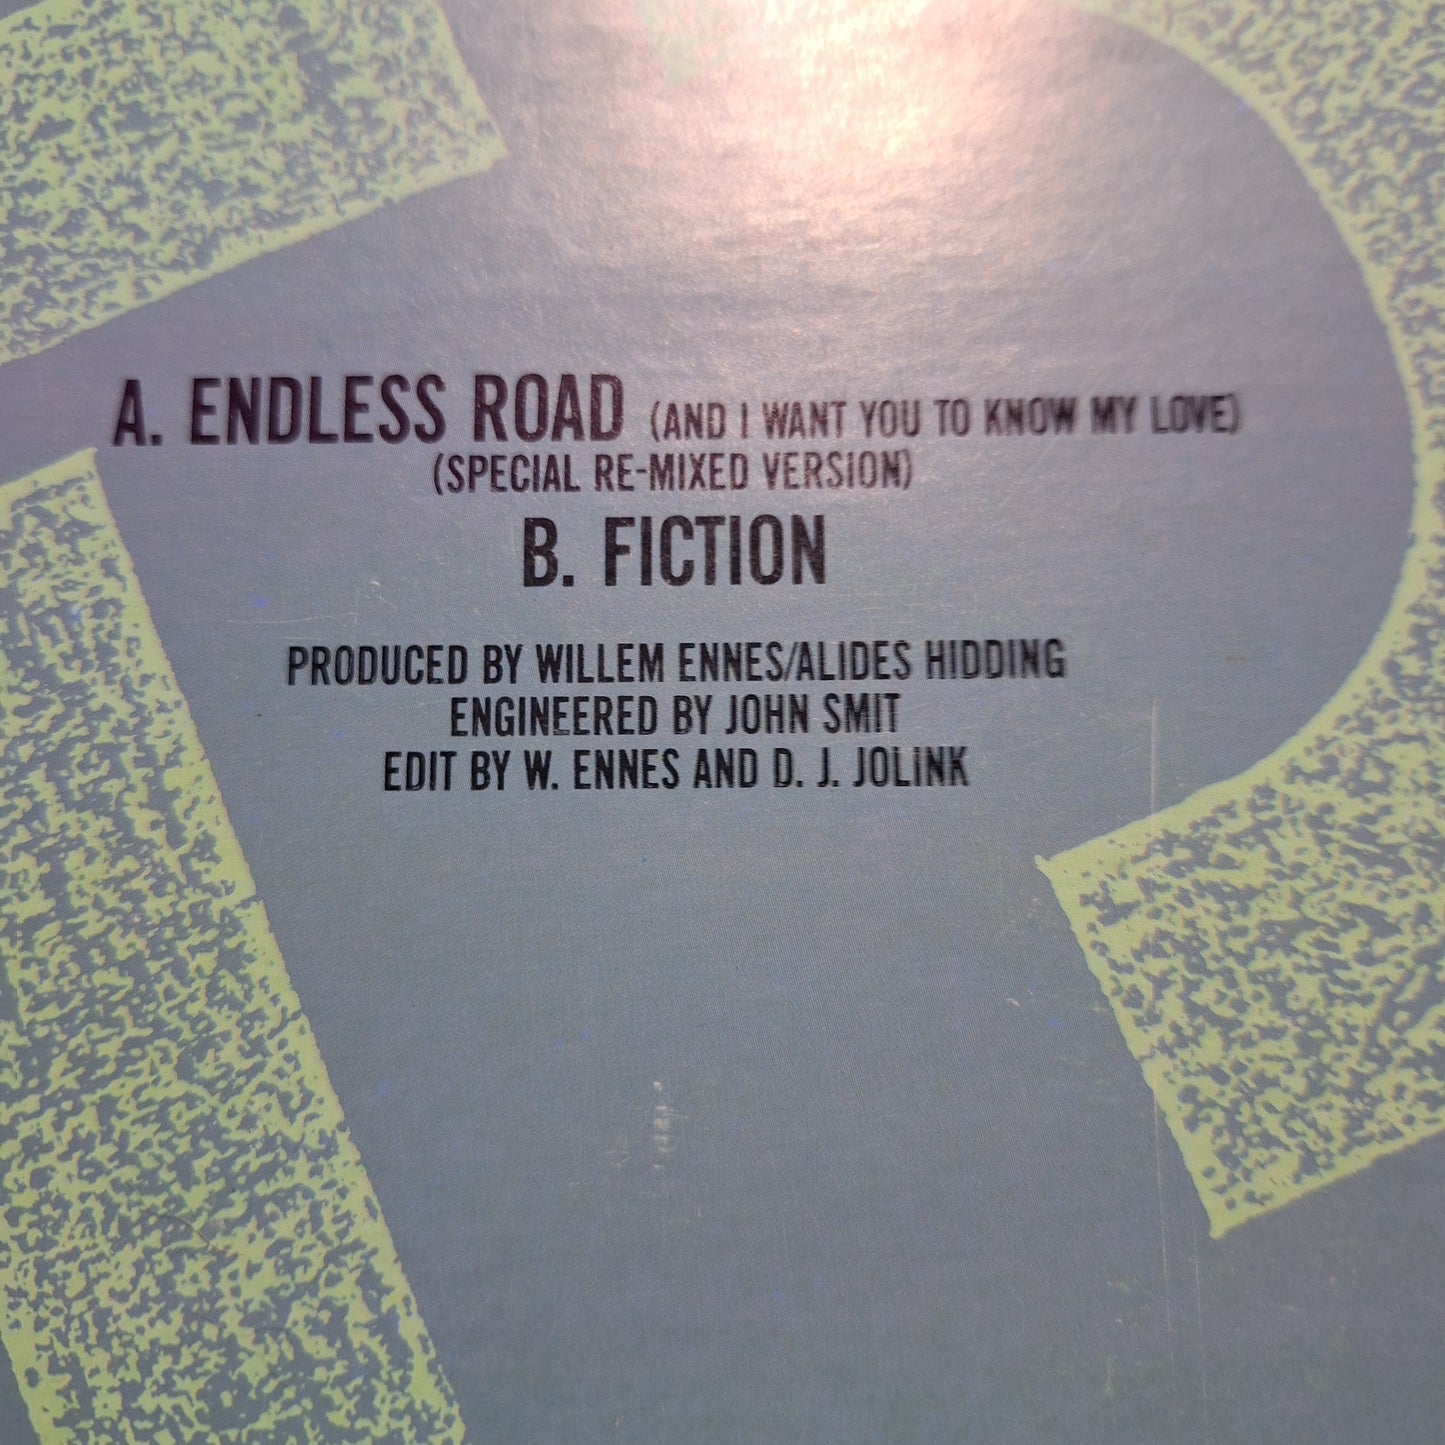 A. ENDLESS ROAD (AND I WANT YOU TO KNOW MY LOVE)
(SPECIAL RE-MIXED VERSION)
B. FICTION
PRODUCED BY WILLEM ENNES/ALIDES HIDDING
ENGINEERED BY JOHN SMIT
EDIT BY W. ENNES AND D. J. JOLINK